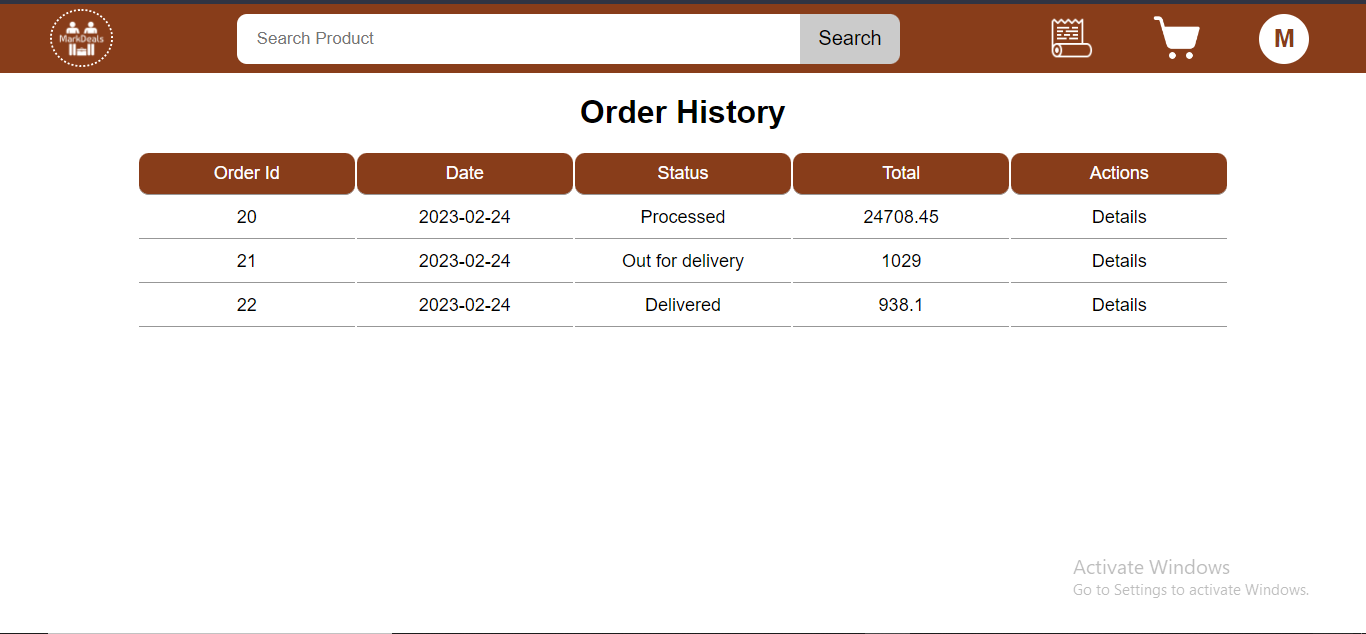 MarkDeals
Search Product
Search
M
Order History
Order Id Date Status Total Actions
20 2023-02-24 Processed 24708.45 Details
21 2023-02-24 Out for delivery 1029 Details
22 2023-02-24 Delivered 938.1 Details
Activate Windows
Go to Settings to activate Windows.